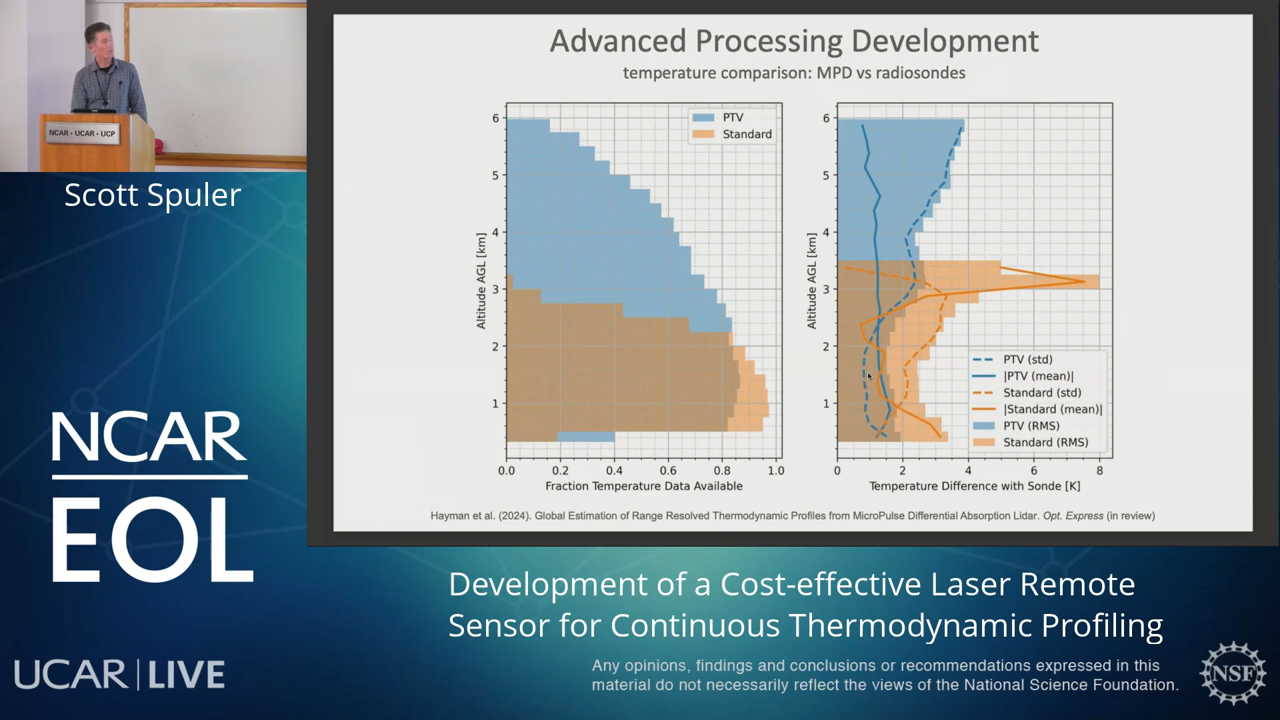 NCAR • UCAR • UCP
Scott Spuler
NCAR
EOL
UCAR | LIVE
Advanced Processing Development
temperature comparison: MPD vs radiosondes
Altitude AGL [km]
6
5
4
3
2
1
0.0 0.2 0.4 0.6 0.8 1.0
Fraction Temperature Data Available
PTV
Standard
Altitude AGL [km]
6
5
4
3
2
1
0 2 4 6 8
Temperature Difference with Sonde [K]
PTV (std)
|PTV (mean)|
Standard (std)
|Standard (mean)|
PTV (RMS)
Standard (RMS)
Hayman et al. (2024). Global Estimation of Range Resolved Thermodynamic Profiles from MicroPulse Differential Absorption Lidar. Opt. Express (in review)
Development of a Cost-effective Laser Remote
Sensor for Continuous Thermodynamic Profiling
Any opinions, findings and conclusions or recommendations expressed in this
material do not necessarily reflect the views of the National Science Foundation.
NSF